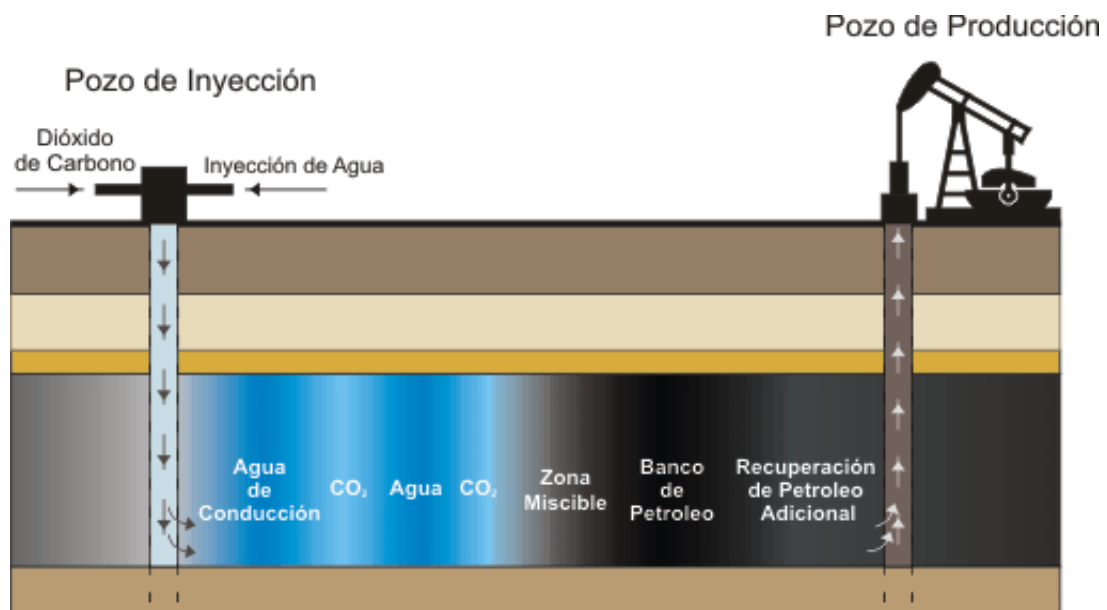 Pozo de Producción
Pozo de Inyección
Dióxido
de Carbono
Inyección de Agua
Agua
de
Conducción
CO₂
Agua
CO₂
Zona
Miscible
Banco
de
Petroleo
Recuperación
de Petroleo
Adicional